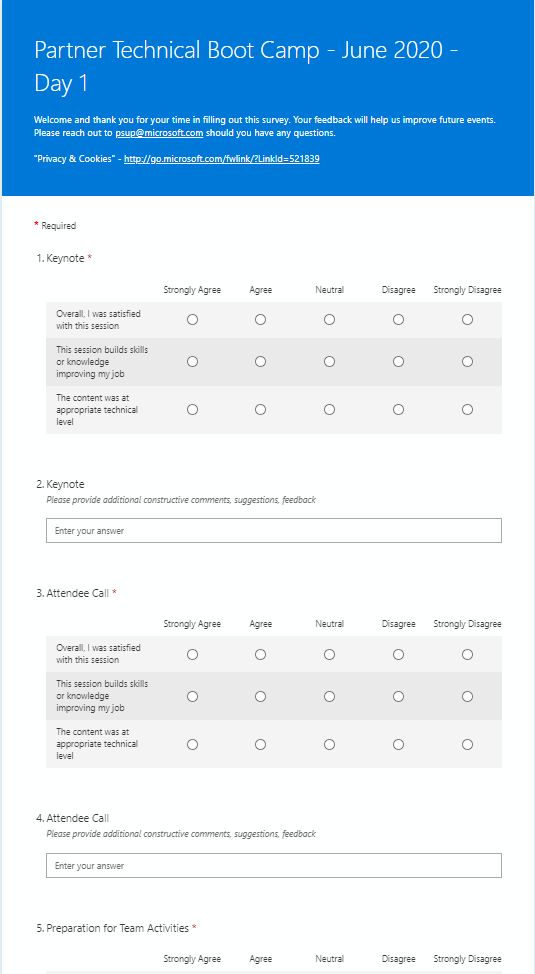 Partner Technical Boot Camp - June 2020 -
Day 1
Welcome and thank you for your time in filling out this survey. Your feedback will help us improve future events.
Please reach out to psup@microsoft.com should you have any questions.
"Privacy & Cookies" - http://go.microsoft.com/fwlink/?LinkId=521839
* Required
1. Keynote *
Strongly Agree Agree Neutral Disagree Strongly Disagree
Overall, I was satisfied
with this session
This session builds skills
or knowledge
improving my job
The content was at
appropriate technical
level
2. Keynote
Please provide additional constructive comments, suggestions, feedback
Enter your answer
3. Attendee Call *
Strongly Agree Agree Neutral Disagree Strongly Disagree
Overall, I was satisfied
with this session
This session builds skills
or knowledge
improving my job
The content was at
appropriate technical
level
4. Attendee Call
Please provide additional constructive comments, suggestions, feedback
Enter your answer
5. Preparation for Team Activities *
Strongly Agree Agree Neutral Disagree Strongly Disagree